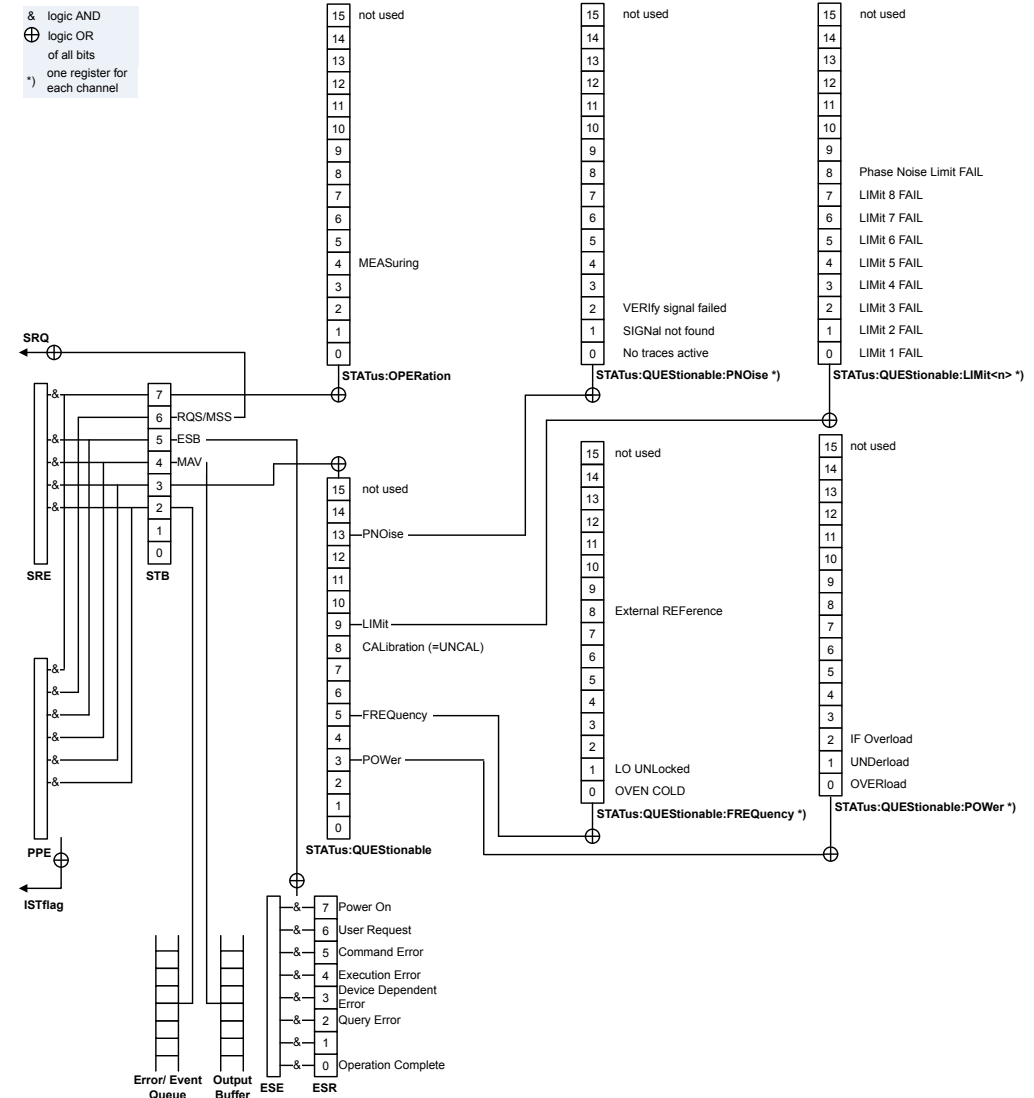 & logic AND
⊕ logic OR
of all bits
*) one register for
each channel
15 not used
14
13
12
11
10
9
8
7
6
5
4 MEASuring
3
2
1
0
STATus:OPERation
15 not used
14
13
12
11
10
9
8
7
6
5
4
3
2 VERIfy signal failed
1 SIGNal not found
0 No traces active
STATus:QUEStionable:PNOise *)
15 not used
14
13
12
11
10
9
8 Phase Noise Limit FAIL
7 LIMit 8 FAIL
6 LIMit 7 FAIL
5 LIMit 6 FAIL
4 LIMit 5 FAIL
3 LIMit 4 FAIL
2 LIMit 3 FAIL
1 LIMit 2 FAIL
0 LIMit 1 FAIL
STATus:QUEStionable:LIMit<n> *)
SRQ
&
&
&
&
&
SRE
7
6 RQS/MSS
5 ESB
4 MAV
3
2
1
0
STB
15 not used
14
13 PNOise
12
11
10
9 LIMit
8 CALibration (=UNCAL)
7
6
5 FREQuency
4
3 POWer
2
1
0
STATus:QUEStionable
15 not used
14
13
12
11
10
9
8 External REFerence
7
6
5
4
3
2
1 LO UNLocked
0 OVEN COLD
STATus:QUEStionable:FREQuency *)
15 not used
14
13
12
11
10
9
8
7
6
5
4
3
2 IF Overload
1 UNDerload
0 OVERload
STATus:QUEStionable:POWer *)
&
&
&
&
&
&
PPE
ISTflag
& 7 Power On
& 6 User Request
& 5 Command Error
& 4 Execution Error
& 3 Device Dependent
Error
& 2 Query Error
& 1
& 0 Operation Complete
ESE
ESR
Error/ Event
Queue
Output
Buffer